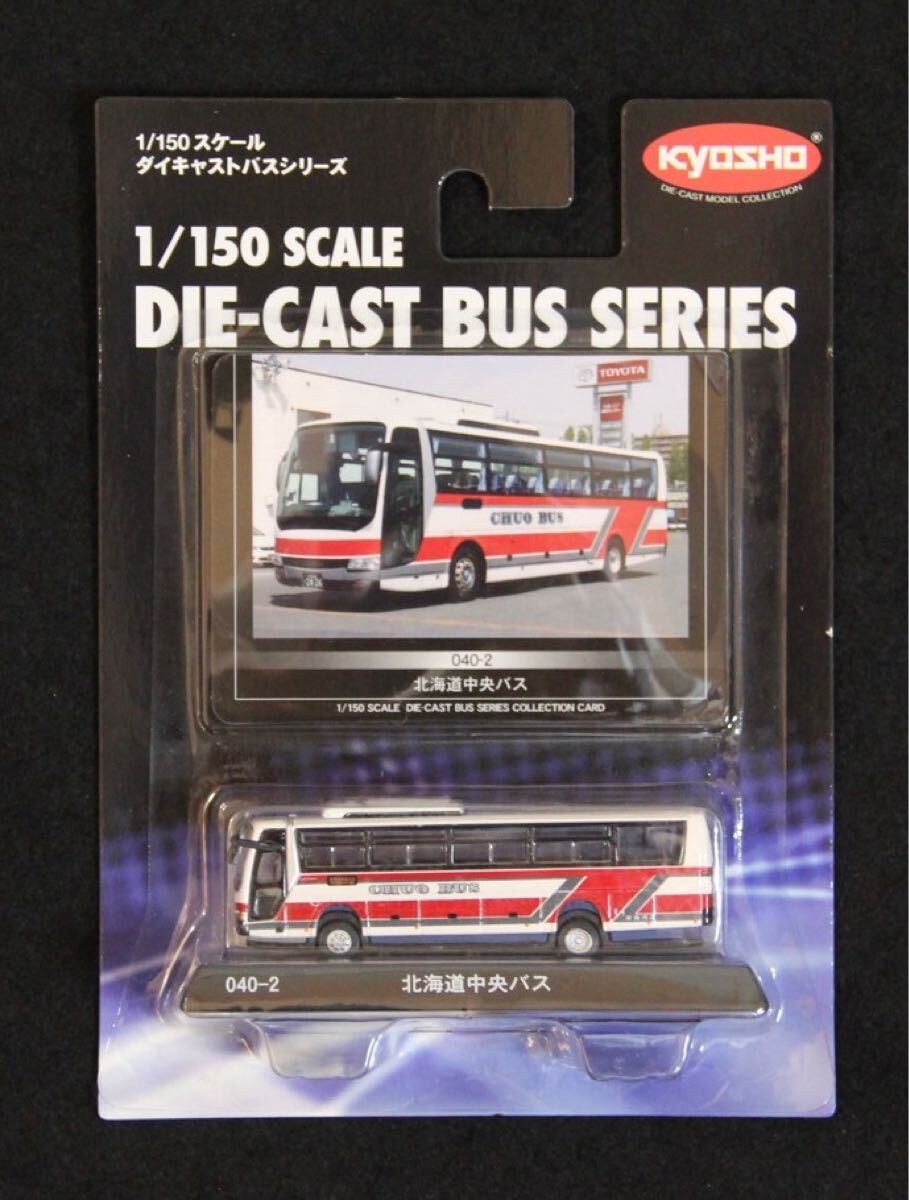 1/150スケール
ダイキャストバスシリーズ
KYOSHO®
DIE-CAST MODEL COLLECTION
1/150 SCALE
DIE-CAST BUS SERIES
TOYOTA
CHUO BUS
040-2
北海道中央バス
1/150 SCALE DIE-CAST BUS SERIES COLLECTION CARD
CHUO BUS
040-2
北海道中央バス